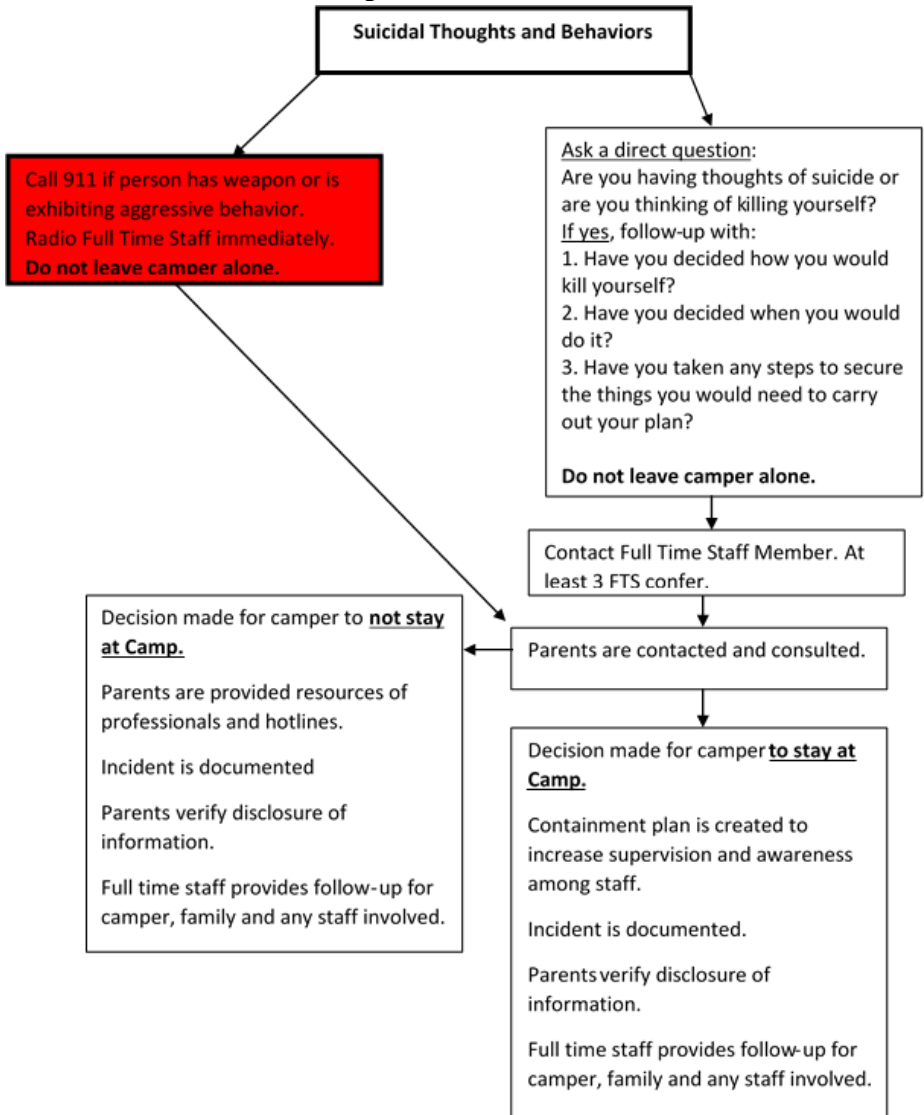 Suicidal Thoughts and Behaviors
Call 911 if person has weapon or is
exhibiting aggressive behavior.
Radio Full Time Staff immediately.
Do not leave camper alone.
Ask a direct question:
Are you having thoughts of suicide or
are you thinking of killing yourself?
If yes, follow-up with:
1. Have you decided how you would
kill yourself?
2. Have you decided when you would
do it?
3. Have you taken any steps to secure
the things you would need to carry
out your plan?
Do not leave camper alone.
Contact Full Time Staff Member. At
least 3 FTS confer.
Parents are contacted and consulted.
Decision made for camper to not stay
at Camp.
Parents are provided resources of
professionals and hotlines.
Incident is documented
Parents verify disclosure of
information.
Full time staff provides follow-up for
camper, family and any staff involved.
Decision made for camper to stay at
Camp.
Containment plan is created to
increase supervision and awareness
among staff.
Incident is documented.
Parents verify disclosure of
information.
Full time staff provides follow-up for
camper, family and any staff involved.